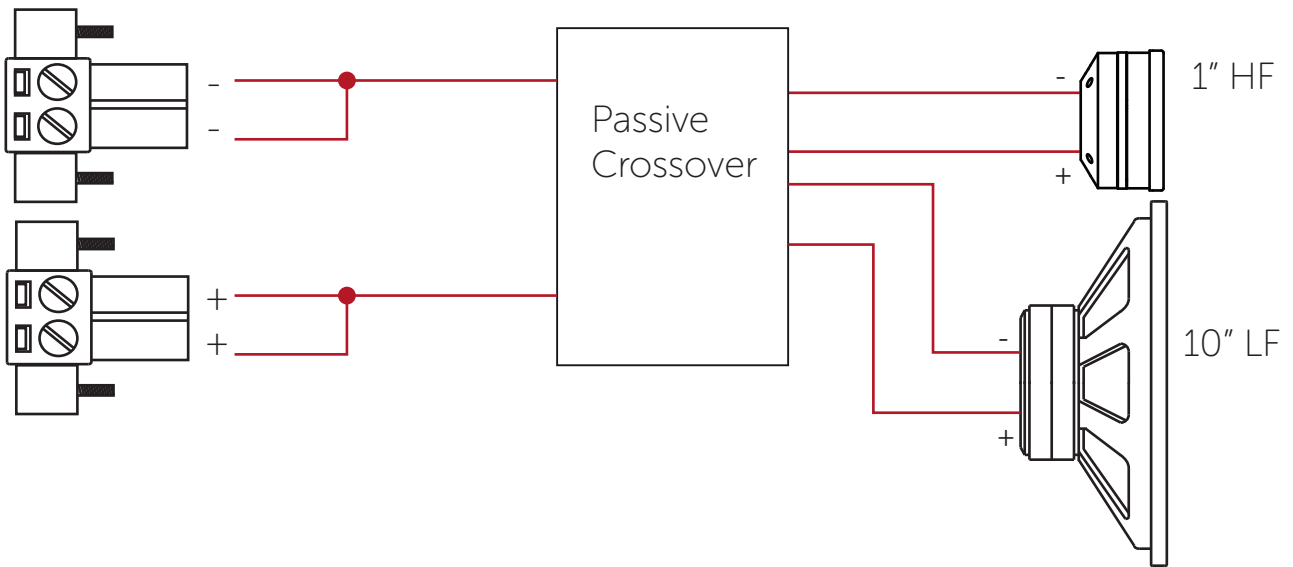 -
-
+
+
Passive
Crossover
-
+
1” HF
-
+
10” LF